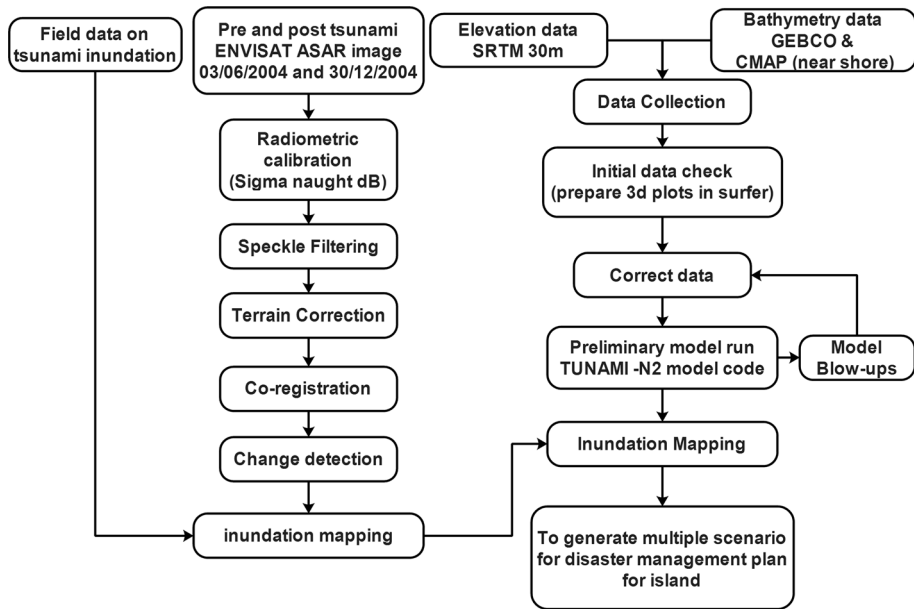 Field data on
tsunami inundation
Pre and post tsunami
ENVISAT ASAR image
03/06/2004 and 30/12/2004
Elevation data
SRTM 30m
Bathymetry data
GEBCO &
CMAP (near shore)
Radiometric
calibration
(Sigma naught dB)
Speckle Filtering
Terrain Correction
Co-registration
Change detection
inundation mapping
Data Collection
Initial data check
(prepare 3d plots in surfer)
Correct data
Preliminary model run
TUNAMI -N2 model code
Model
Blow-ups
Inundation Mapping
To generate multiple scenario
for disaster management plan
for island